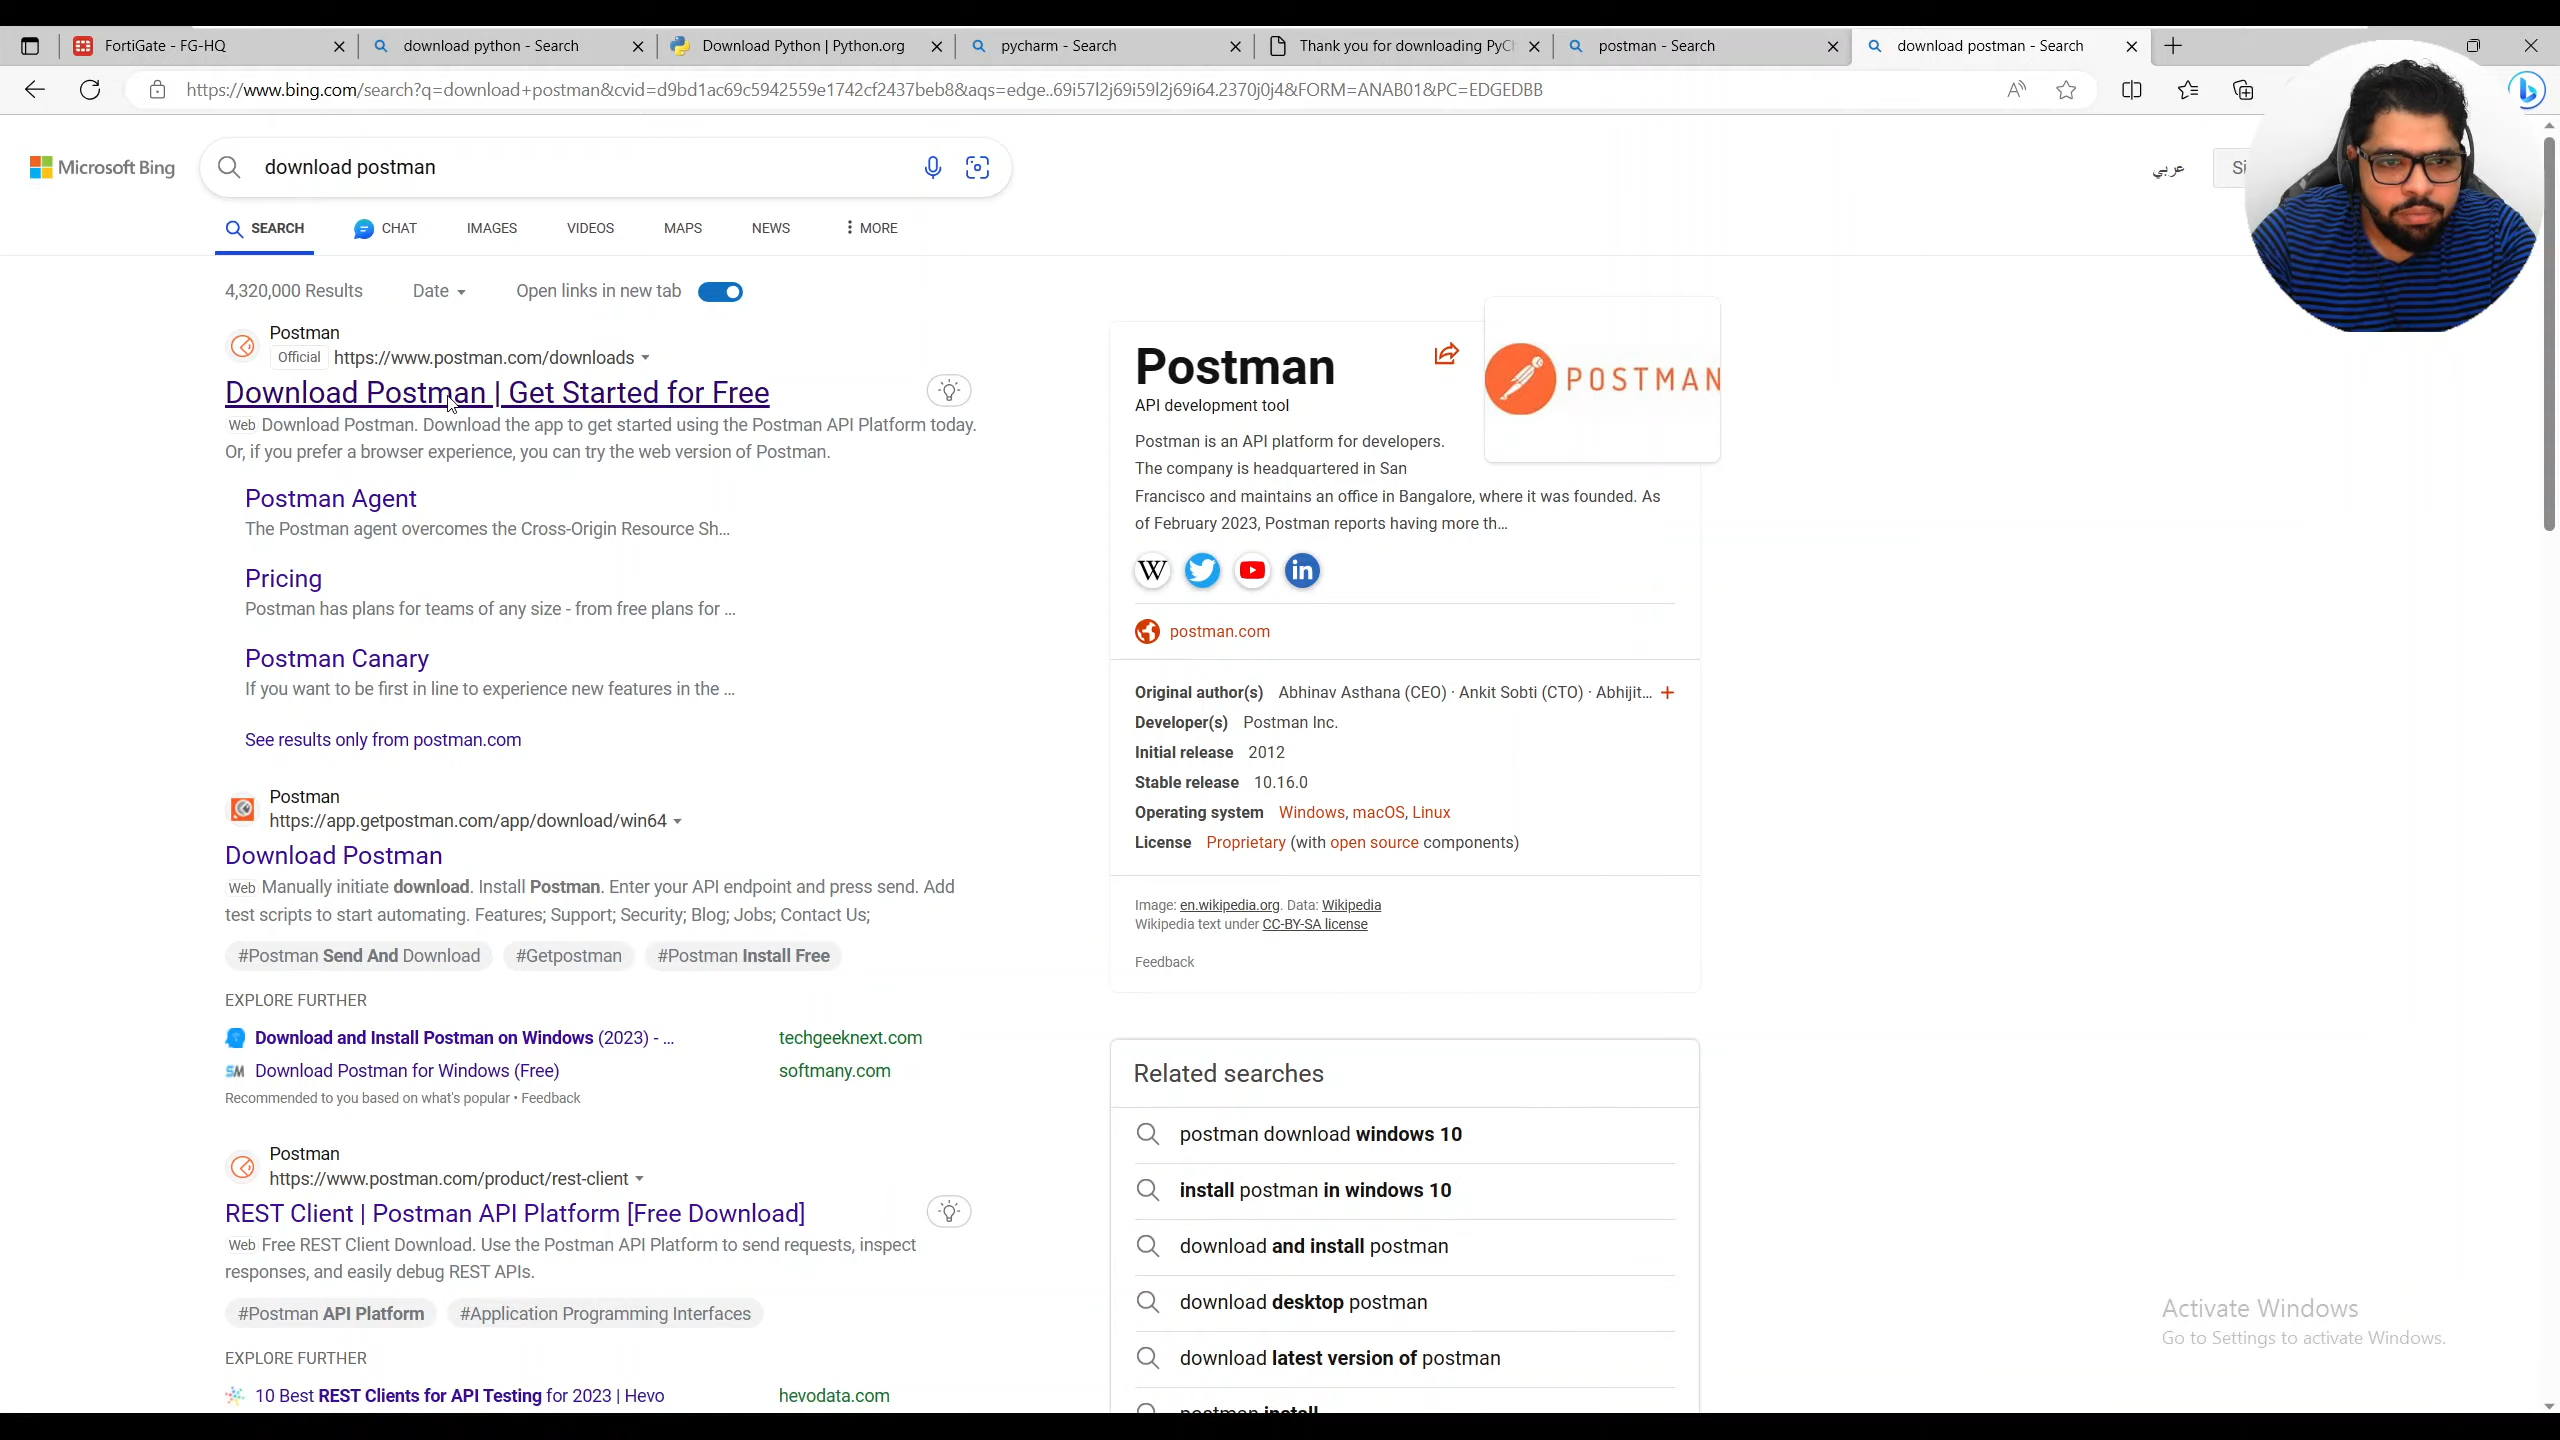 FortiGate - FG-HQ
download python - Search
Download Python | Python.org
pycharm - Search
Thank you for downloading PyCh
postman - Search
download postman - Search
https://www.bing.com/search?q=download+postman&cvid=d9bd1ac69c5942559e1742cf2437beb8&aqs=edge..69i57l2j69i59l2j69i64.2370j0j4&FORM=ANAB01&PC=EDGEDBB
Microsoft Bing
download postman
عربي
Si
SEARCH
CHAT
IMAGES
VIDEOS
MAPS
NEWS
MORE
4,320,000 Results
Date
Open links in new tab
Postman
Official https://www.postman.com/downloads
Download Postman | Get Started for Free
Web Download Postman. Download the app to get started using the Postman API Platform today.
Or, if you prefer a browser experience, you can try the web version of Postman.
Postman Agent
The Postman agent overcomes the Cross-Origin Resource Sh...
Pricing
Postman has plans for teams of any size - from free plans for ...
Postman Canary
If you want to be first in line to experience new features in the ...
See results only from postman.com
Postman
https://app.getpostman.com/app/download/win64
Download Postman
Web Manually initiate download. Install Postman. Enter your API endpoint and press send. Add
test scripts to start automating. Features; Support; Security; Blog; Jobs; Contact Us;
#Postman Send And Download
#Getpostman
#Postman Install Free
EXPLORE FURTHER
Download and Install Postman on Windows (2023) - ...
techgeeknext.com
SM Download Postman for Windows (Free)
softmany.com
Recommended to you based on what's popular • Feedback
Postman
https://www.postman.com/product/rest-client
REST Client | Postman API Platform [Free Download]
Web Free REST Client Download. Use the Postman API Platform to send requests, inspect
responses, and easily debug REST APIs.
#Postman API Platform
#Application Programming Interfaces
EXPLORE FURTHER
10 Best REST Clients for API Testing for 2023 | Hevo
hevodata.com
Postman
API development tool
POSTMAN
Postman is an API platform for developers.
The company is headquartered in San
Francisco and maintains an office in Bangalore, where it was founded. As
of February 2023, Postman reports having more th...
W
in
postman.com
Original author(s) Abhinav Asthana (CEO) · Ankit Sobti (CTO) · Abhijit... +
Developer(s) Postman Inc.
Initial release 2012
Stable release 10.16.0
Operating system Windows, macOS, Linux
License Proprietary (with open source components)
Image: en.wikipedia.org. Data: Wikipedia
Wikipedia text under CC-BY-SA license
Feedback
Related searches
postman download windows 10
install postman in windows 10
download and install postman
download desktop postman
download latest version of postman
postman install
Activate Windows
Go to Settings to activate Windows.